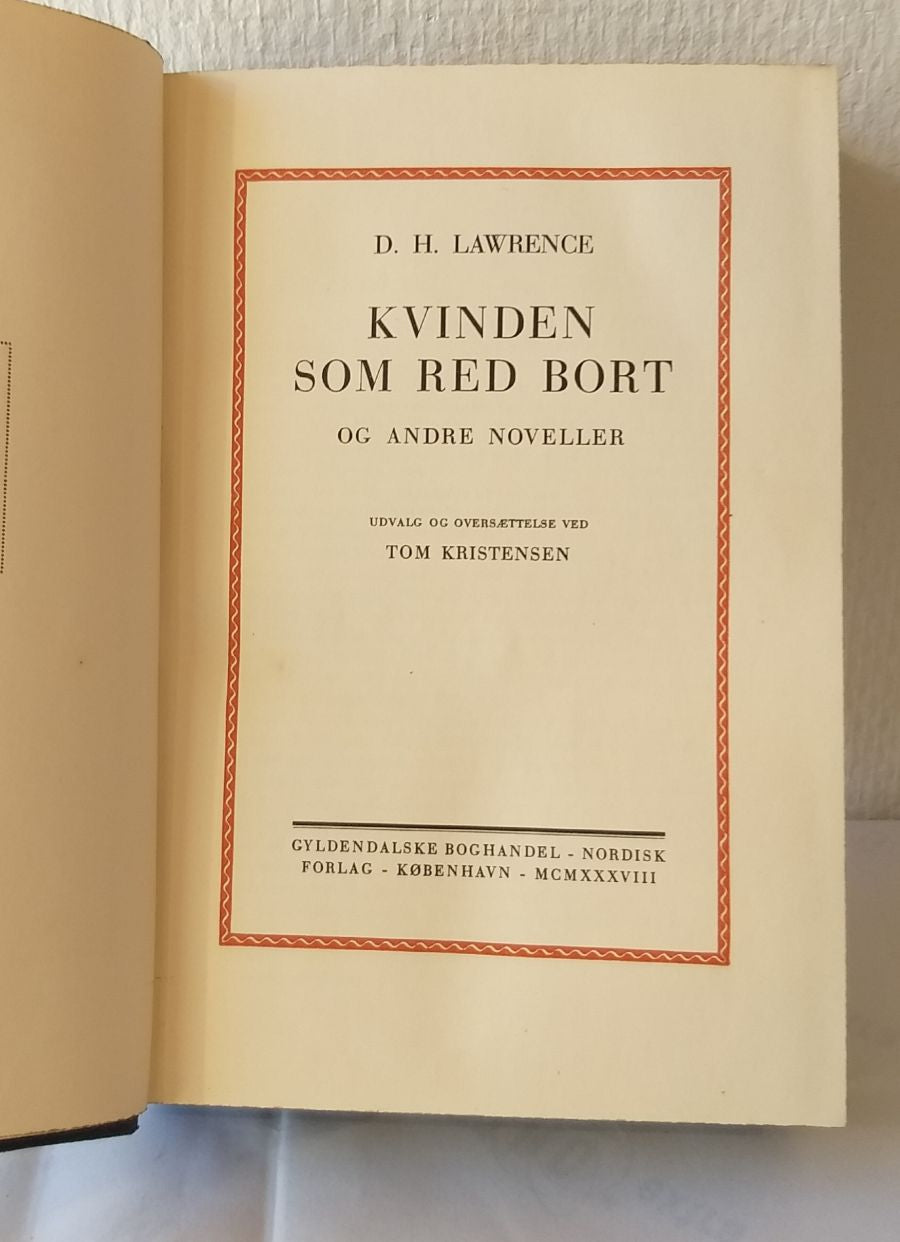 D. H. LAWRENCE
KVINDEN
SOM RED BORT
OG ANDRE NOVELLER
UDVALG OG OVERSÆTTELSE VED
TOM KRISTENSEN
GYLDENDALSKE BOGHANDEL - NORDISK
FORLAG - KØBENHAVN - MCMXXXVIII